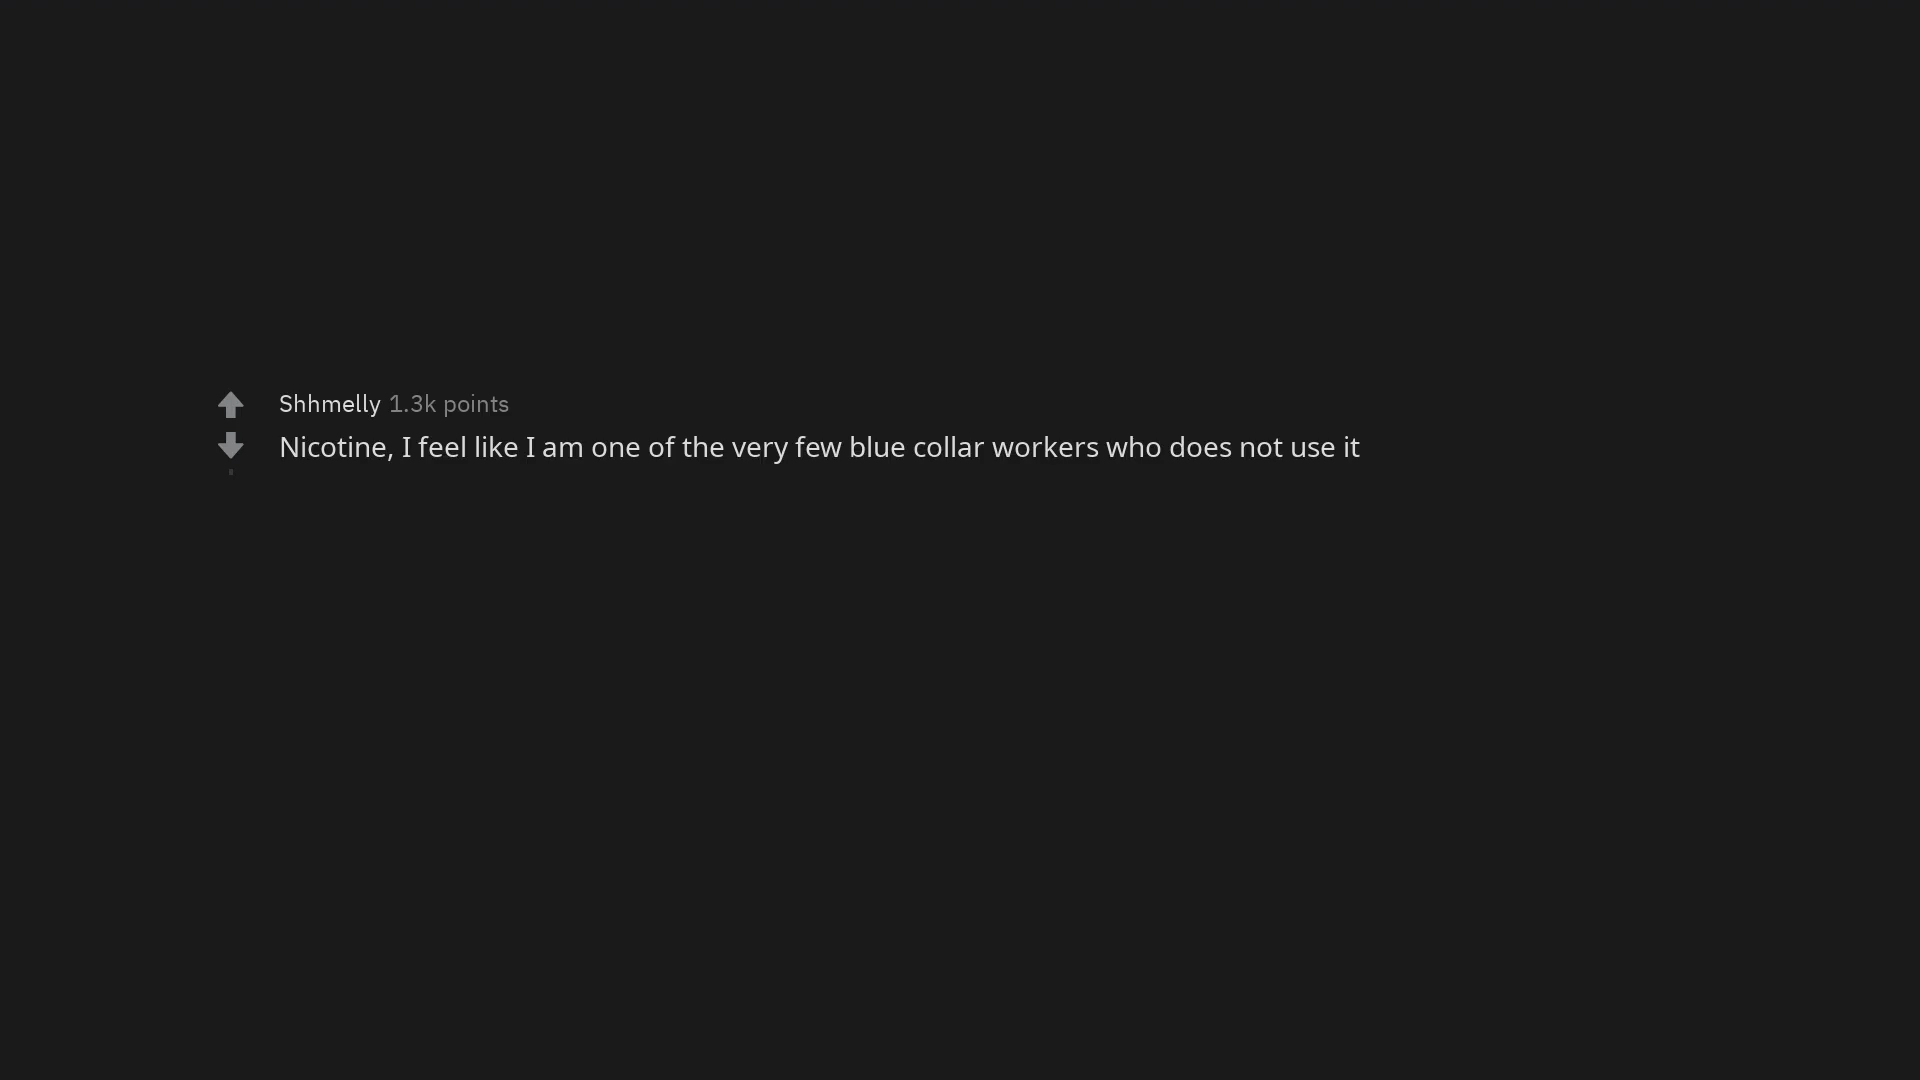 Shhmelly 1.3k points
Nicotine, I feel like I am one of the very few blue collar workers who does not use it